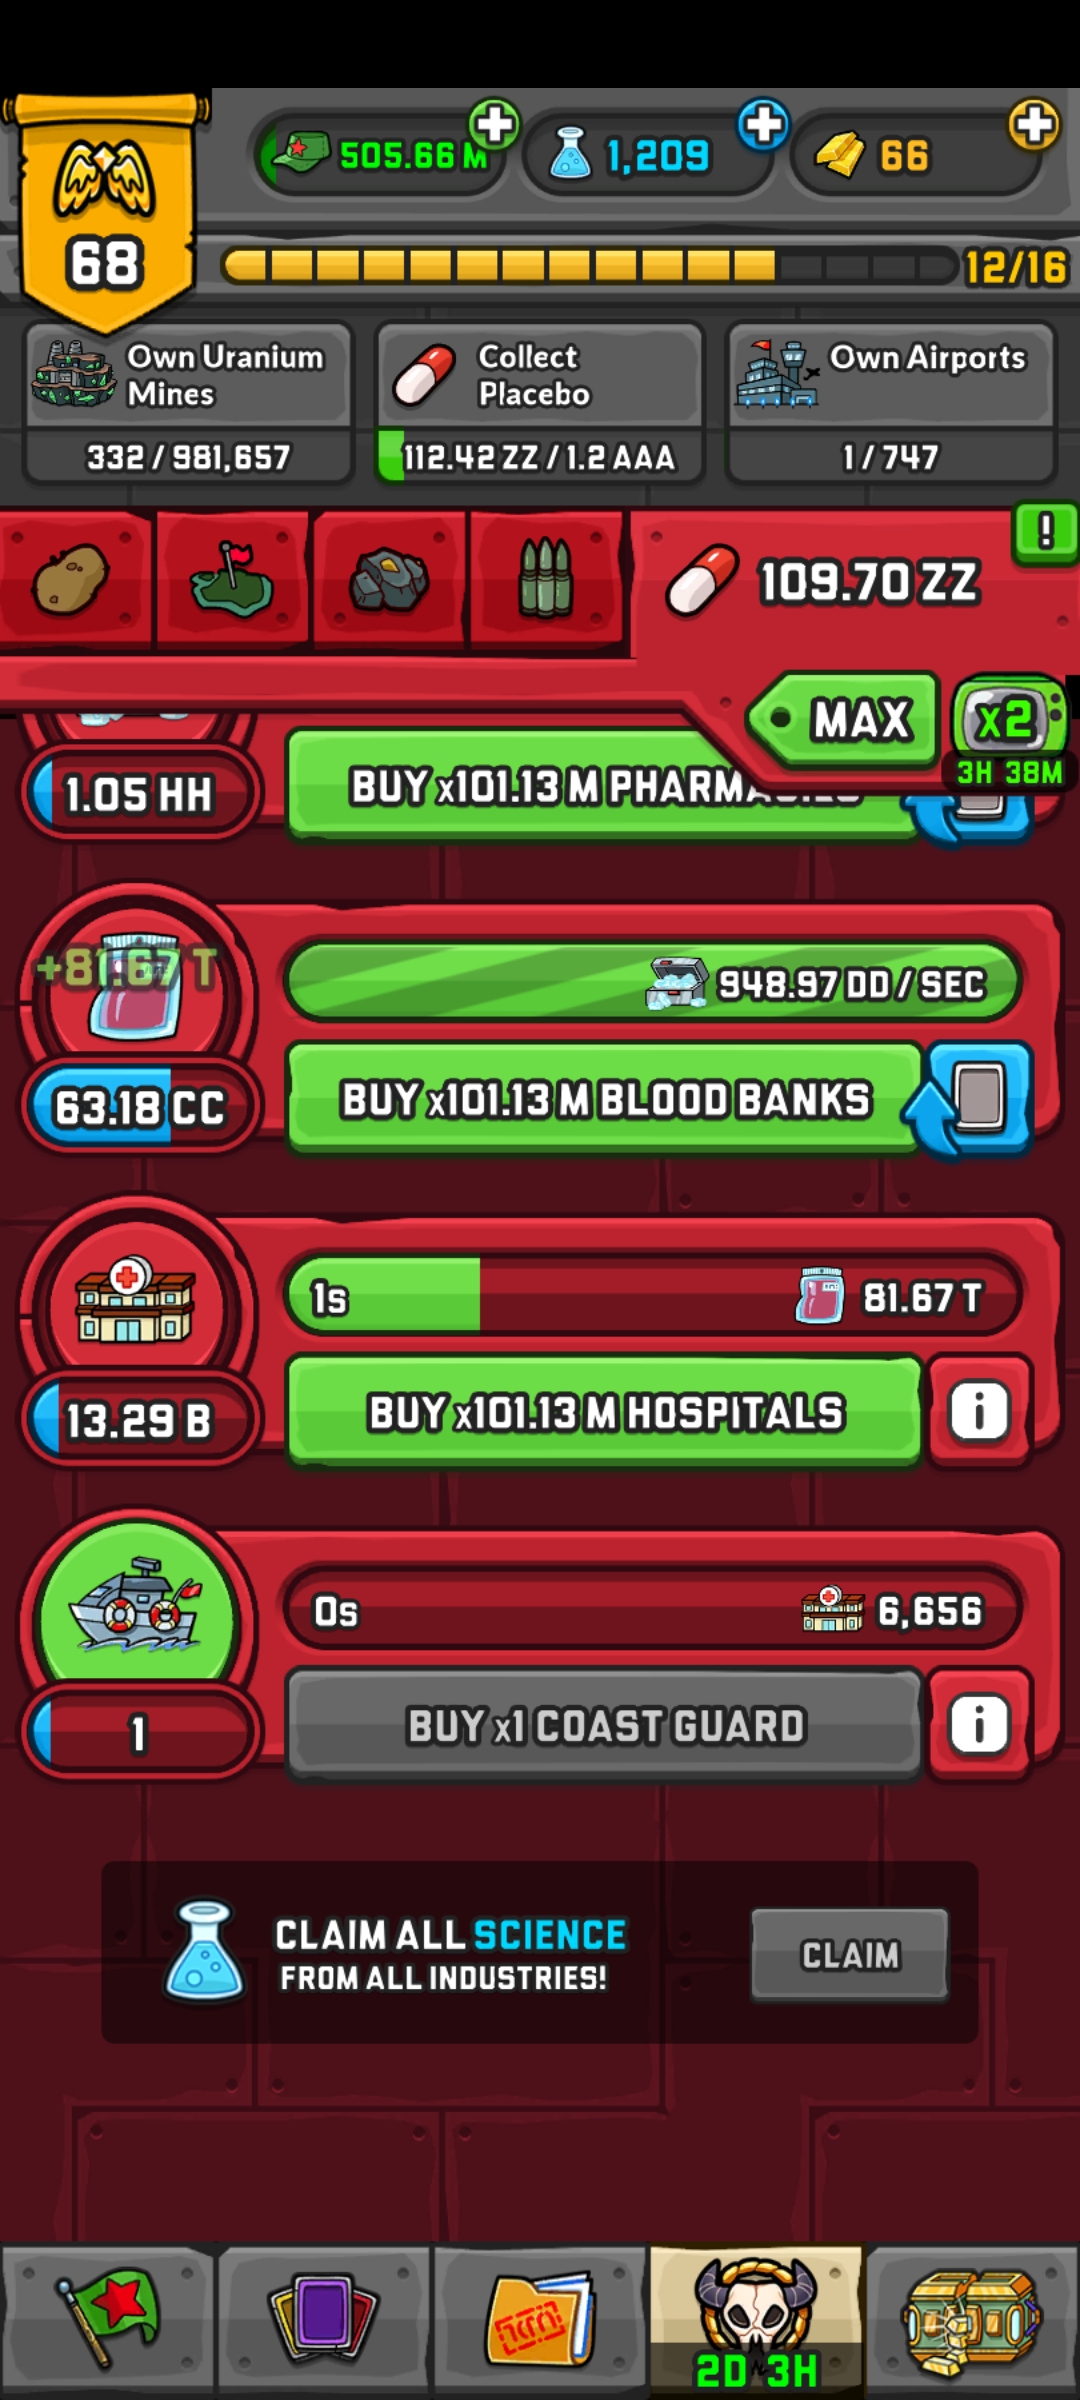 505.66 M
1,209
66
68
12/16
Own Uranium
Mines
332 / 981,657
Collect
Placebo
112.42 ZZ / 1.2 AAA
Own Airports
1 / 747
!
109.70 ZZ
MAX
x2
3H 38M
1.05 HH
BUY x101.13 M PHARMACIES
+81.67 T
948.97 DD / SEC
63.18 CC
BUY x101.13 M BLOOD BANKS
1s
81.67 T
13.29 B
BUY x101.13 M HOSPITALS
i
0s
6,656
1
BUY x1 COAST GUARD
i
CLAIM ALL SCIENCE
FROM ALL INDUSTRIES!
CLAIM
2D 3H